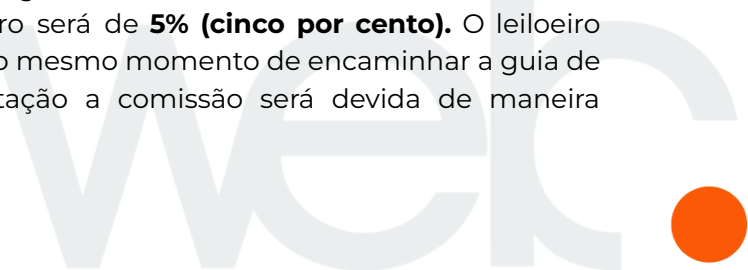 ro será de 5% (cinco por cento). O leiloeiro
o mesmo momento de encaminhar a guia de
tação a comissão será devida de maneira
web